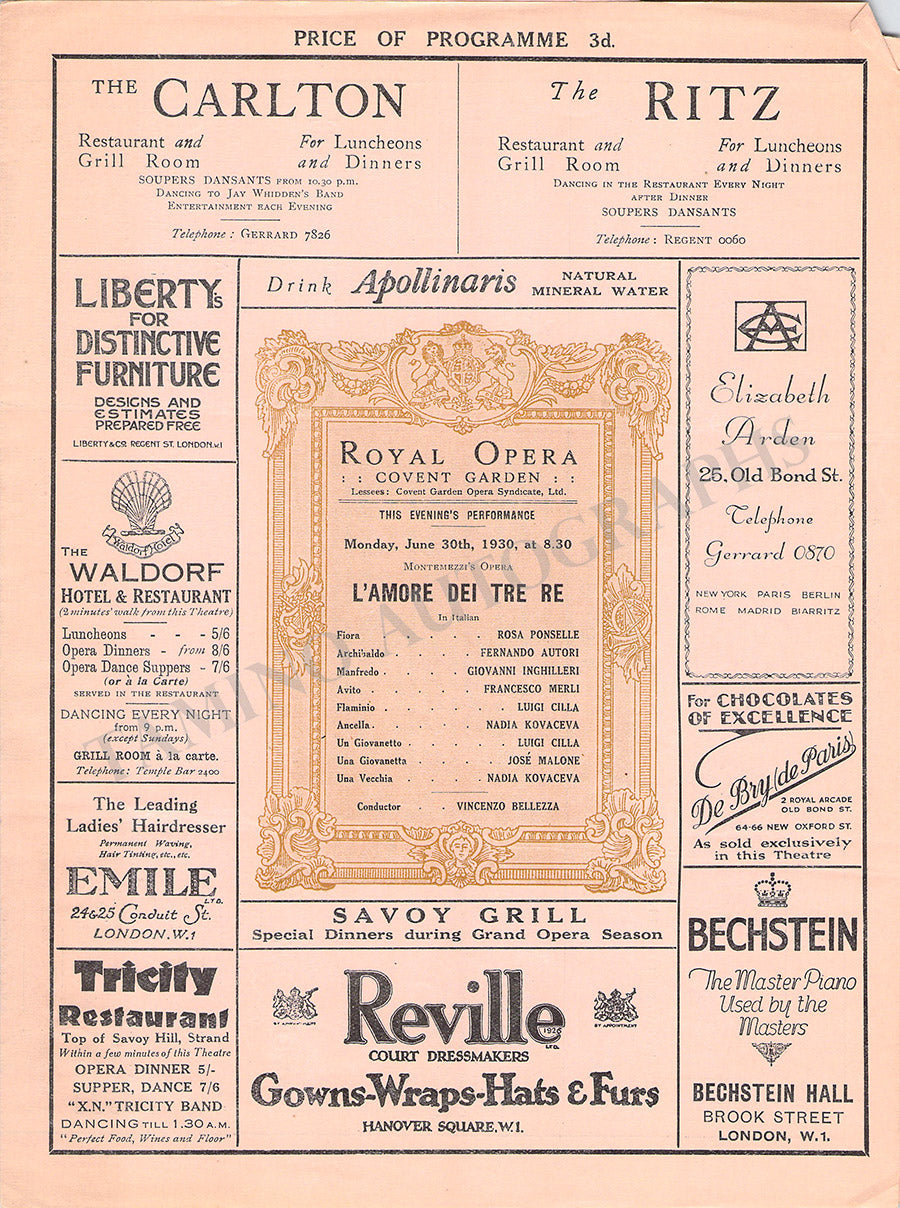 PRICE OF PROGRAMME 3d.
THE CARLTON
Restaurant and Grill Room
For Luncheons and Dinners
SOUPERS DANSANTS FROM 10.30 p.m.
DANCING TO JAY WHIDDEN'S BAND
ENTERTAINMENT EACH EVENING
Telephone: GERRARD 7826
The RITZ
Restaurant and Grill Room
For Luncheons and Dinners
DANCING IN THE RESTAURANT EVERY NIGHT
AFTER DINNER
SOUPERS DANSANTS
Telephone: REGENT 0060
LIBERTYs
FOR
DISTINCTIVE
FURNITURE
DESIGNS AND
ESTIMATES
PREPARED FREE
LIBERTY & CO. REGENT ST. LONDON.W.1
Waldorf Hotel
THE
WALDORF
HOTEL & RESTAURANT
(2 minutes' walk from this Theatre)
Luncheons - - - 5/6
Opera Dinners - from 8/6
Opera Dance Suppers - 7/6
(or à la Carte)
SERVED IN THE RESTAURANT
DANCING EVERY NIGHT
from 9 p.m.
(except Sundays)
GRILL ROOM à la carte.
Telephone: Temple Bar 2400
The Leading
Ladies' Hairdresser
Permanent Waving,
Hair Tinting, etc., etc.
EMILE LTD.
24&25 Conduit St.
LONDON.W.1
Tricity
Restaurant
Top of Savoy Hill, Strand
Within a few minutes of this Theatre
OPERA DINNER 5/-
SUPPER, DANCE 7/6
"X.N." TRICITY BAND
DANCING TILL 1.30 A.M.
"Perfect Food, Wines and Floor"
Drink Apollinaris NATURAL
MINERAL WATER
ROYAL OPERA
: : COVENT GARDEN : :
Lessees: Covent Garden Opera Syndicate, Ltd.
THIS EVENING'S PERFORMANCE
Monday, June 30th, 1930, at 8.30
MONTEMEZZI'S OPERA
L'AMORE DEI TRE RE
In Italian
Fiora . . . . . ROSA PONSELLE
Archibaldo . . . . . FERNANDO AUTORI
Manfredo . . . . . GIOVANNI INGHILLERI
Avito . . . . . FRANCESCO MERLI
Flaminio . . . . . LUIGI CILLA
Ancella . . . . . NADIA KOVACEVA
Un Giovanetto . . . . LUIGI CILLA
Una Giovanetta . . . . JOSÉ MALONE
Una Vecchia . . . . NADIA KOVACEVA
Conductor . . VINCENZO BELLEZZA
SAVOY GRILL
Special Dinners during Grand Opera Season
BY APPOINTMENT
BY APPOINTMENT
Reville 1926 LTD.
COURT DRESSMAKERS
Gowns-Wraps-Hats & Furs
HANOVER SQUARE, W.1.
Elizabeth
Arden
25, Old Bond St.
Telephone
Gerrard 0870
NEW YORK PARIS BERLIN
ROME MADRID BIARRITZ
For CHOCOLATES
OF EXCELLENCE
De Bry (de Paris)
2 ROYAL ARCADE
OLD BOND ST.
64-66 NEW OXFORD ST.
As sold exclusively
in this Theatre
BECHSTEIN
The Master Piano
Used by the
Masters
BECHSTEIN HALL
BROOK STREET
LONDON, W.1.
TAMINO AUTOGRAPHS